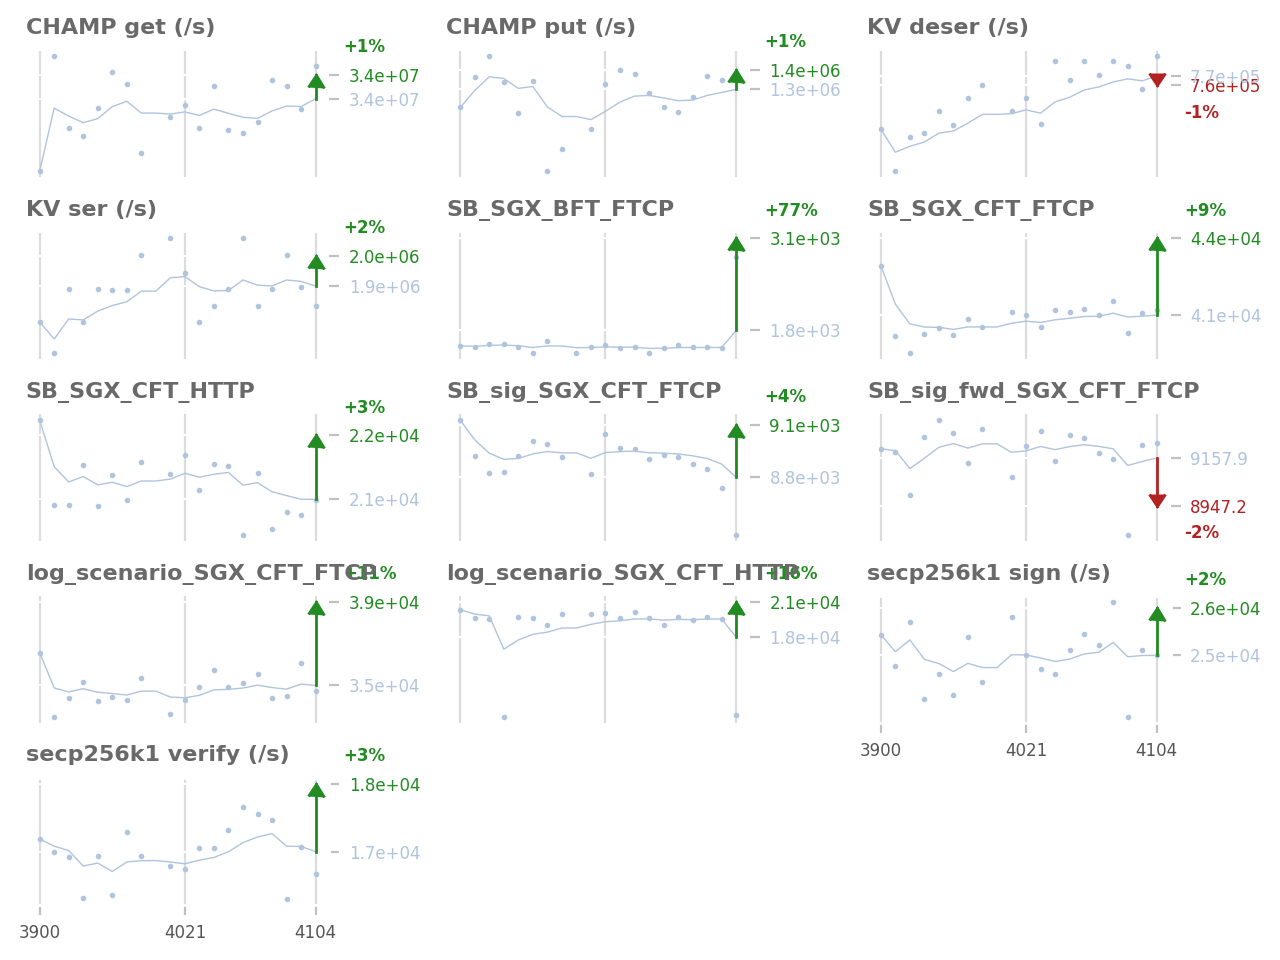 CHAMP get (/s)
+1%
3.4e+07
3.4e+07
CHAMP put (/s)
+1%
1.4e+06
1.3e+06
KV deser (/s)
7.7e+05
7.6e+05
-1%
KV ser (/s)
+2%
2.0e+06
1.9e+06
SB_SGX_BFT_FTCP
+77%
3.1e+03
1.8e+03
SB_SGX_CFT_FTCP
+9%
4.4e+04
4.1e+04
SB_SGX_CFT_HTTP
+3%
2.2e+04
2.1e+04
SB_sig_SGX_CFT_FTCP
+4%
9.1e+03
8.8e+03
SB_sig_fwd_SGX_CFT_FTCP
9157.9
8947.2
-2%
log_scenario_SGX_CFT_FTCP
+11%
3.9e+04
3.5e+04
log_scenario_SGX_CFT_HTTP
+16%
2.1e+04
1.8e+04
secp256k1 sign (/s)
+2%
2.6e+04
2.5e+04
3900
4021
4104
secp256k1 verify (/s)
+3%
1.8e+04
1.7e+04
3900
4021
4104